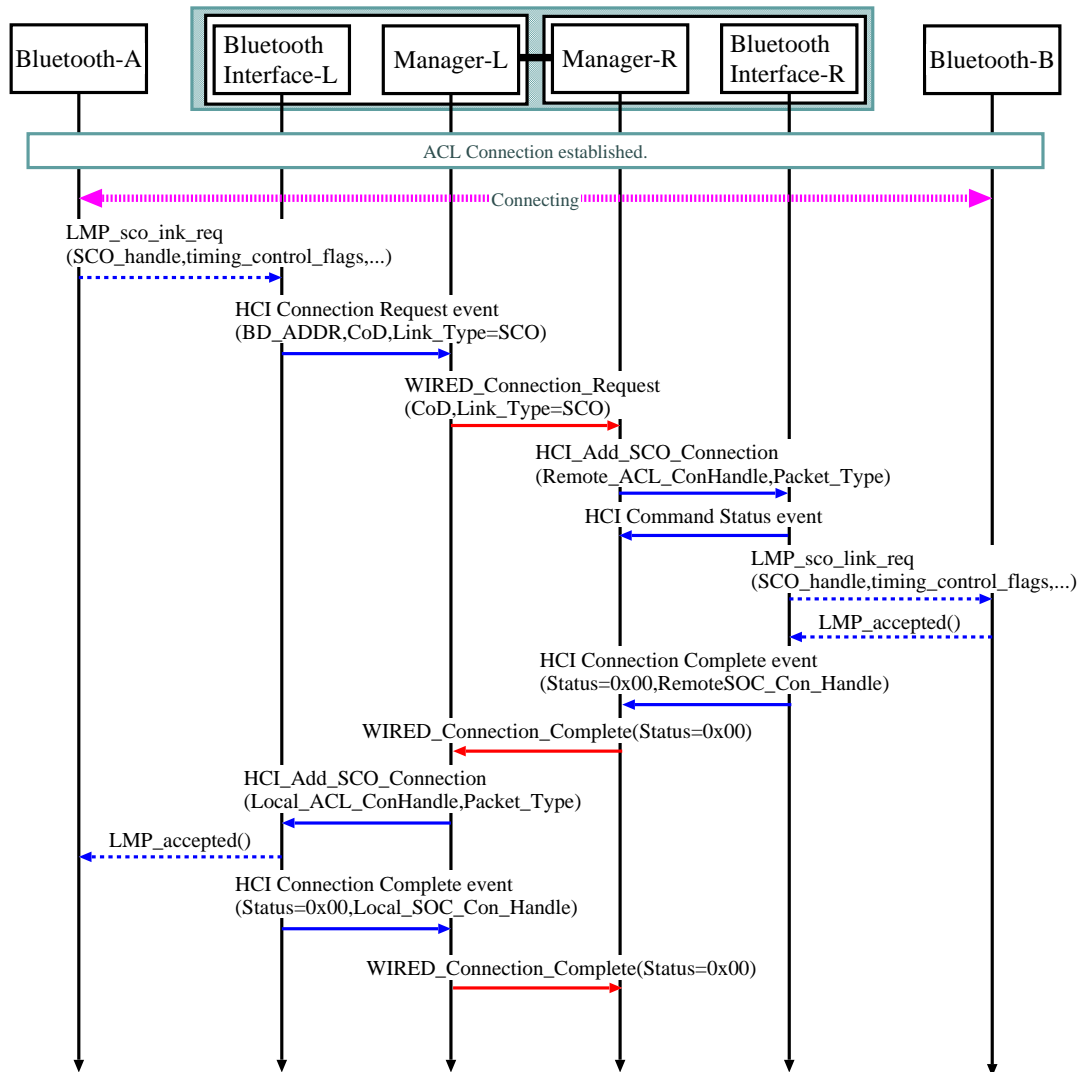 Bluetooth-A
Bluetooth
Interface-L
Manager-L
Manager-R
Bluetooth
Interface-R
Bluetooth-B
ACL Connection established.
Connecting
LMP_sco_ink_req
(SCO_handle,timing_control_flags,...)
HCI Connection Request event
(BD_ADDR,CoD,Link_Type=SCO)
WIRED_Connection_Request
(CoD,Link_Type=SCO)
HCI_Add_SCO_Connection
(Remote_ACL_ConHandle,Packet_Type)
HCI Command Status event
LMP_sco_link_req
(SCO_handle,timing_control_flags,...)
LMP_accepted()
HCI Connection Complete event
(Status=0x00,RemoteSOC_Con_Handle)
WIRED_Connection_Complete(Status=0x00)
HCI_Add_SCO_Connection
(Local_ACL_ConHandle,Packet_Type)
LMP_accepted()
HCI Connection Complete event
(Status=0x00,Local_SOC_Con_Handle)
WIRED_Connection_Complete(Status=0x00)